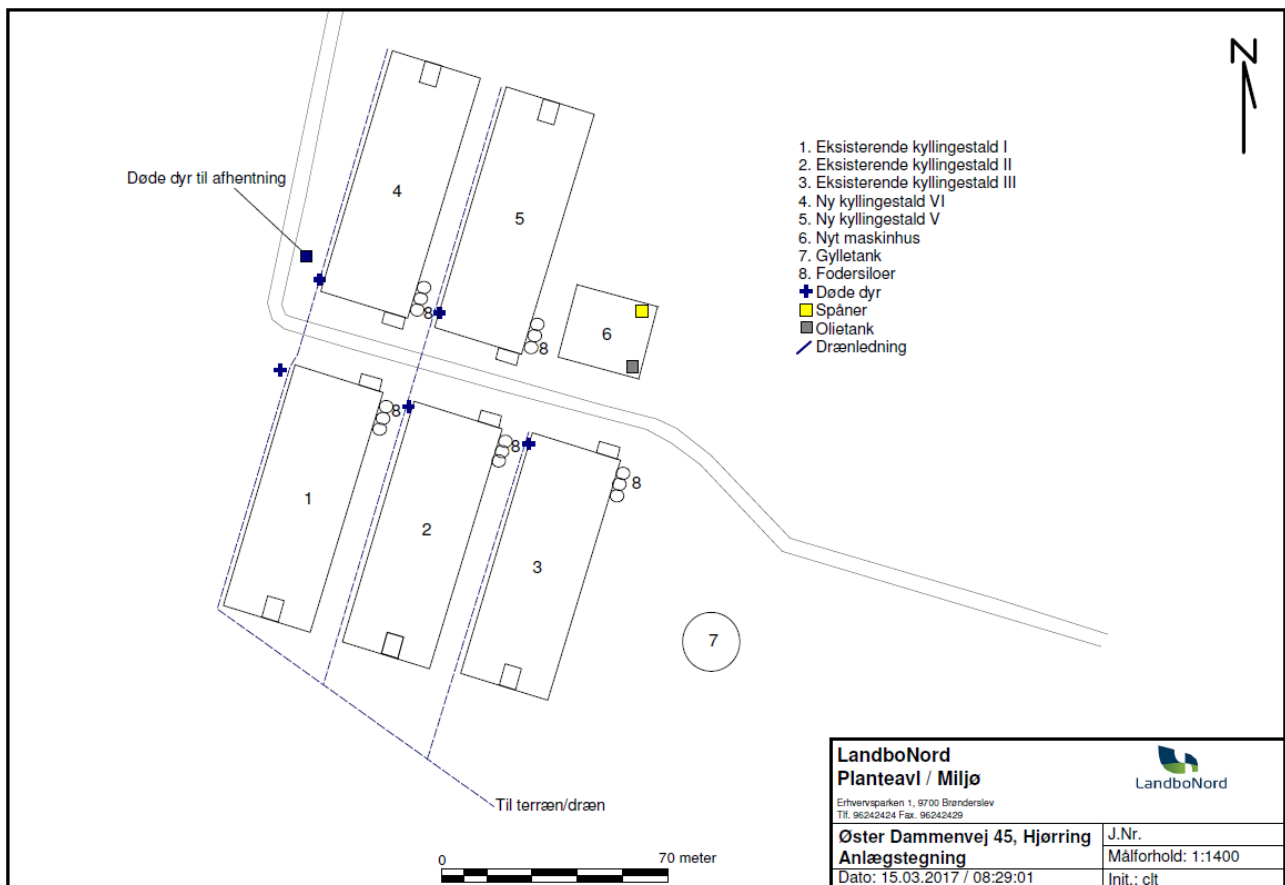 N
Døde dyr til afhentning
4
5
6
8
8
1
2
3
8
8
8
7
1. Eksisterende kyllingestald I
2. Eksisterende kyllingestald II
3. Eksisterende kyllingestald III
4. Ny kyllingestald VI
5. Ny kyllingestald V
6. Nyt maskinhus
7. Gylletank
8. Fodersiloer
Døde dyr
Spåner
Olietank
Drænledning
Til terræn/dræn
0 70 meter
LandboNord
Planteavl / Miljø
LandboNord
Erhvervsparken 1, 9700 Brønderslev
Tlf. 96242424 Fax. 96242429
Øster Dammenvej 45, Hjørring
Anlægstegning
Dato: 15.03.2017 / 08:29:01
J.Nr.
Målforhold: 1:1400
Init.: clt